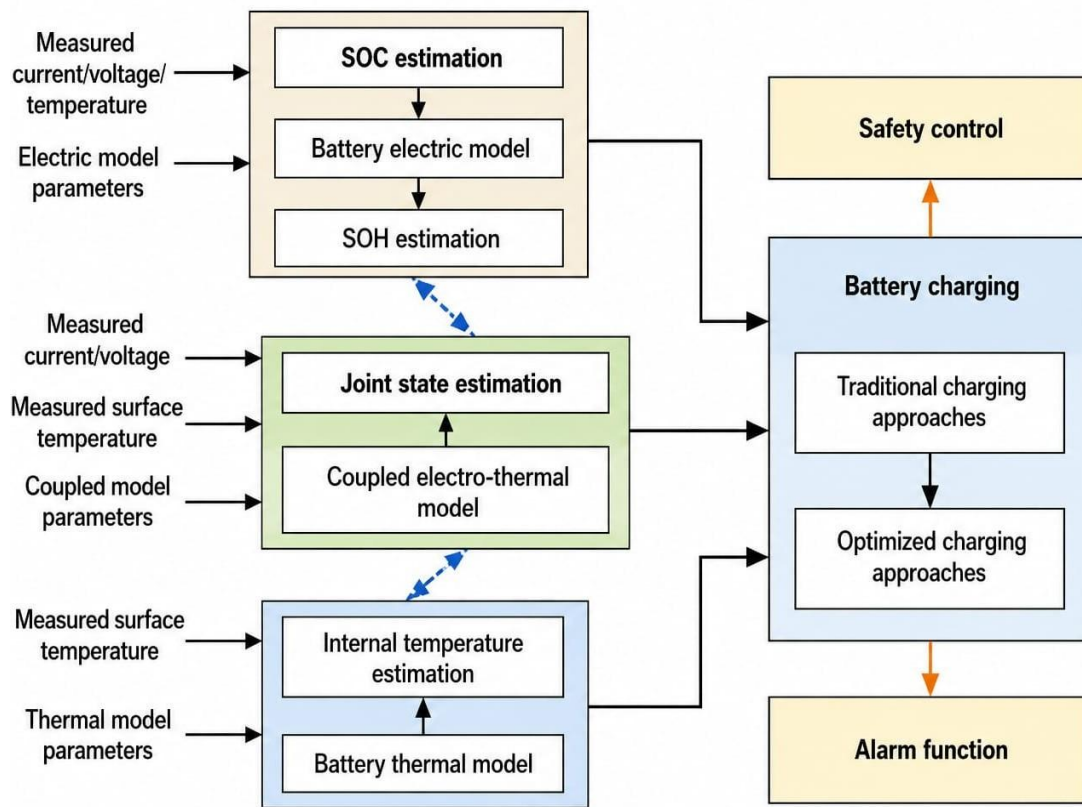 Measured
current/voltage/
temperature
Electric model
parameters
SOC estimation
Battery electric model
SOH estimation
Measured
current/voltage
Measured surface
temperature
Coupled model
parameters
Joint state estimation
Coupled electro-thermal
model
Measured surface
temperature
Thermal model
parameters
Internal temperature
estimation
Battery thermal model
Safety control
Battery charging
Traditional charging
approaches
Optimized charging
approaches
Alarm function